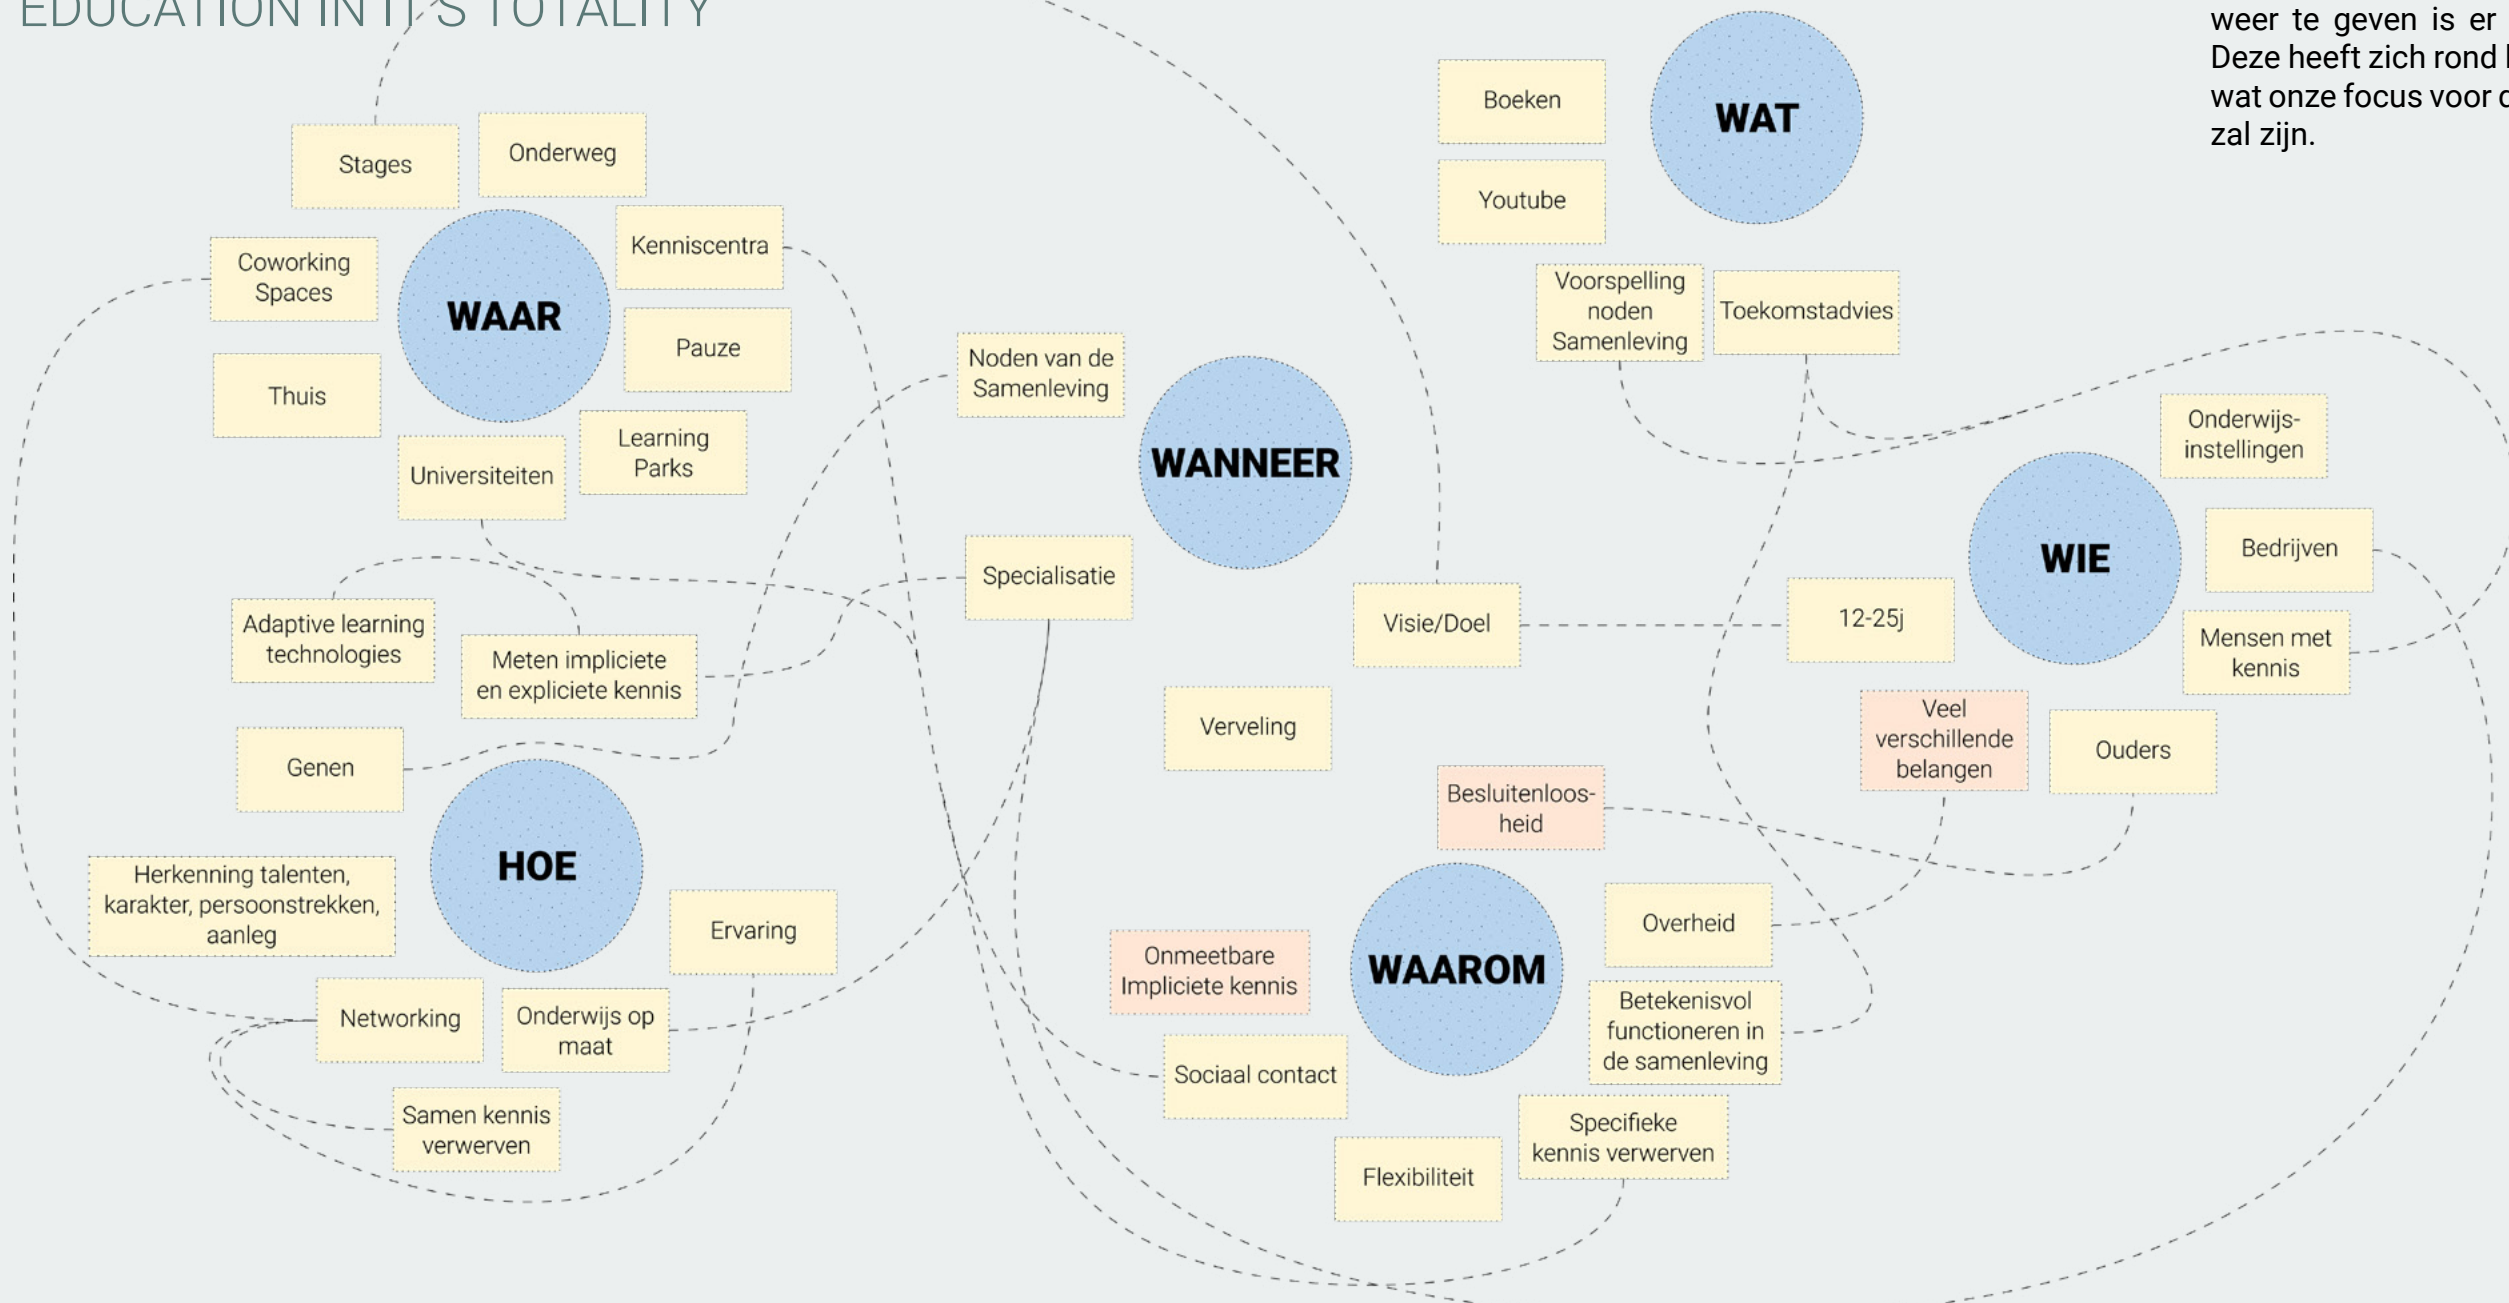 EDUCATION IN IT'S TOTALITY
weer te geven is er
Deze heeft zich rond
wat onze focus voor
zal zijn.
WAT
Boeken
Youtube
Voorspelling
noden
Samenleving
Toekomstadvies
WAAR
Stages
Onderweg
Kenniscentra
Coworking
Spaces
Pauze
Thuis
Learning
Parks
Universiteiten
WANNEER
Noden van de
Samenleving
Specialisatie
Visie/Doel
Verveling
WIE
Onderwijs-
instellingen
Bedrijven
12-25j
Mensen met
kennis
Veel
verschillende
belangen
Ouders
HOE
Adaptive learning
technologies
Meten impliciete
en expliciete kennis
Genen
Herkenning talenten,
karakter, persoonstrekken,
aanleg
Ervaring
Networking
Onderwijs op
maat
Samen kennis
verwerven
WAAROM
Besluitenloos-
heid
Overheid
Onmeetbare
Impliciete kennis
Betekenisvol
functioneren in
de samenleving
Sociaal contact
Specifieke
kennis verwerven
Flexibiliteit